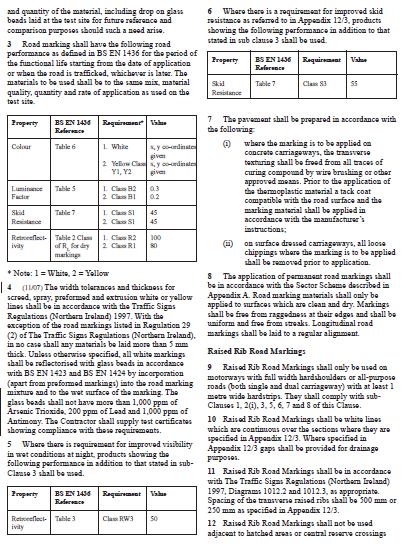 and quantity of the material, including drop on glass
beads laid at the test site for future reference and
comparison purposes should such a need arise.
3 Road marking shall have the following road
performance as defined in BS EN 1436 for the period of
the functional life starting from the date of application
or when the road is trafficked, whichever is later. The
materials to be used shall be to the same mix, material
quality, quantity and rate of application as used on the
test site.
Property BS EN 1436 Reference Requirement* Value
Colour Table 6 1. White x, y co-ordinates given
2. Yellow Class Y1, Y2 x, y co-ordinates given
Luminance Factor Table 5 1. Class B2 0.3
2. Class B1 0.2
Skid Resistance Table 7 1. Class S1 45
2. Class S1 45
Retroreflect-ivity Table 2 Class of RL for dry markings 1. Class R2 100
2. Class R1 80
* Note: 1 = White, 2 = Yellow
4 (11/07) The width tolerances and thickness for
screed, spray, preformed and extrusion white or yellow
lines shall be in accordance with the Traffic Signs
Regulations (Northern Ireland) 1997. With the
exception of the road markings listed in Regulation 29
(2) of The Traffic Signs Regulations (Northern Ireland),
in no case shall any materials be laid more than 5 mm
thick. Unless otherwise specified, all white markings
shall be reflectorised with glass beads in accordance
with BS EN 1423 and BS EN 1424 by incorporation
(apart from preformed markings) into the road marking
mixture and to the wet surface of the marking. The
glass beads shall not have more than 1,000 ppm of
Arsenic Trioxide, 200 ppm of Lead and 1,000 ppm of
Antimony. The Contractor shall supply test certificates
showing compliance with these requirements.
5 Where there is requirement for improved visibility
in wet conditions at night, products showing the
following performance in addition to that stated in sub-
Clause 3 shall be used.
Property BS EN 1436 Reference Requirement Value
Retroreflect-ivity Table 3 Class RW3 50
6 Where there is a requirement for improved skid
resistance as referred to in Appendix 12/3, products
showing the following performance in addition to that
stated in sub clause 3 shall be used.
Property BS EN 1436 Reference Requirement Value
Skid Resistance Table 7 Class S3 55
7 The pavement shall be prepared in accordance with
the following:
(i) where the marking is to be applied on
concrete carriageways, the transverse
texturing shall be freed from all traces of
curing compound by wire brushing or other
approved means. Prior to the application of
the thermoplastic material a tack coat
compatible with the road surface and the
marking material shall be applied in
accordance with the manufacturer's
instructions;
(ii) on surface dressed carriageways, all loose
chippings where the marking is to be applied
shall be removed prior to application.
8 The application of permanent road markings shall
be in accordance with the Sector Scheme described in
Appendix A. Road marking materials shall only be
applied to surfaces which are clean and dry. Markings
shall be free from raggedness at their edges and shall be
uniform and free from streaks. Longitudinal road
markings shall be laid to a regular alignment.
Raised Rib Road Markings
9 Raised Rib Road Markings shall only be used on
motorways with full width hardshoulders or all-purpose
roads (both single and dual carriageway) with at least 1
metre wide hardstrips. They shall comply with sub-
Clauses 1, 2(i), 3, 5, 6, 7 and 8 of this Clause.
10 Raised Rib Road Markings shall be white lines
which are continuous over the sections where they are
specified in Appendix 12/3. Where specified in
Appendix 12/3 gaps shall be provided for drainage
purposes.
11 Raised Rib Road Markings shall be in accordance
with The Traffic Signs Regulations (Northern Ireland)
1997, Diagrams 1012.2 and 1012.3, as appropriate.
Spacing of the transverse raised ribs shall be 500 mm or
250 mm as specified in Appendix 12/3.
12 Raised Rib Road Markings shall not be used
adjacent to hatched areas or central reserve crossings